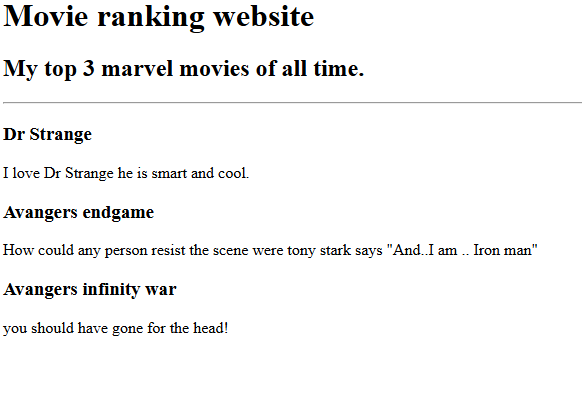 Movie ranking website
My top 3 marvel movies of all time.
Dr Strange
I love Dr Strange he is smart and cool.
Avangers endgame
How could any person resist the scene were tony stark says "And..I am .. Iron man"
Avangers infinity war
you should have gone for the head!